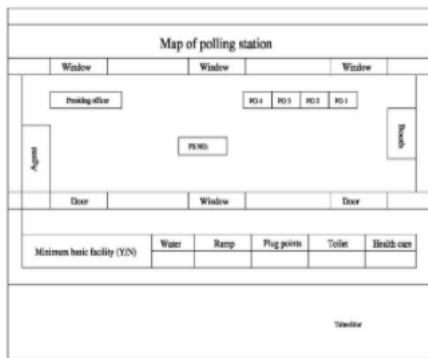 Map of polling station
Window Window Window
Presiding officer PO 4 PO 3 PO 2 PO 1
Booth
Agent
PS NO:
Door Window Door
Minimum basic facility (Y/N) Water Ramp Plug points Toilet Health care
Tahsildar